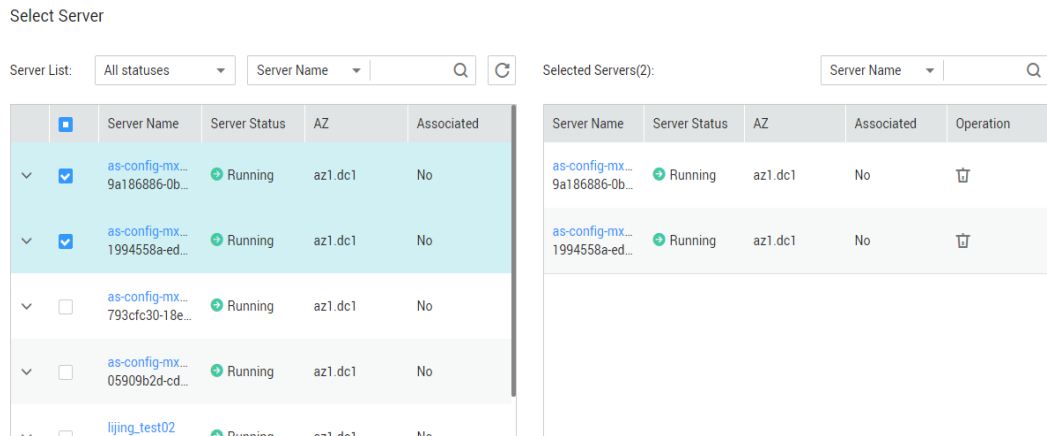 Select Server
Server List: All statuses Server Name
Selected Servers(2): Server Name
Server Name Server Status AZ Associated
as-config-mx...
9a186886-0b... Running az1.dc1 No
as-config-mx...
1994558a-ed... Running az1.dc1 No
as-config-mx...
793cfc30-18e... Running az1.dc1 No
as-config-mx...
05909b2d-cd... Running az1.dc1 No
lijing_test02
Running az1.dc1 No
Server Name Server Status AZ Associated Operation
as-config-mx...
9a186886-0b... Running az1.dc1 No
as-config-mx...
1994558a-ed... Running az1.dc1 No